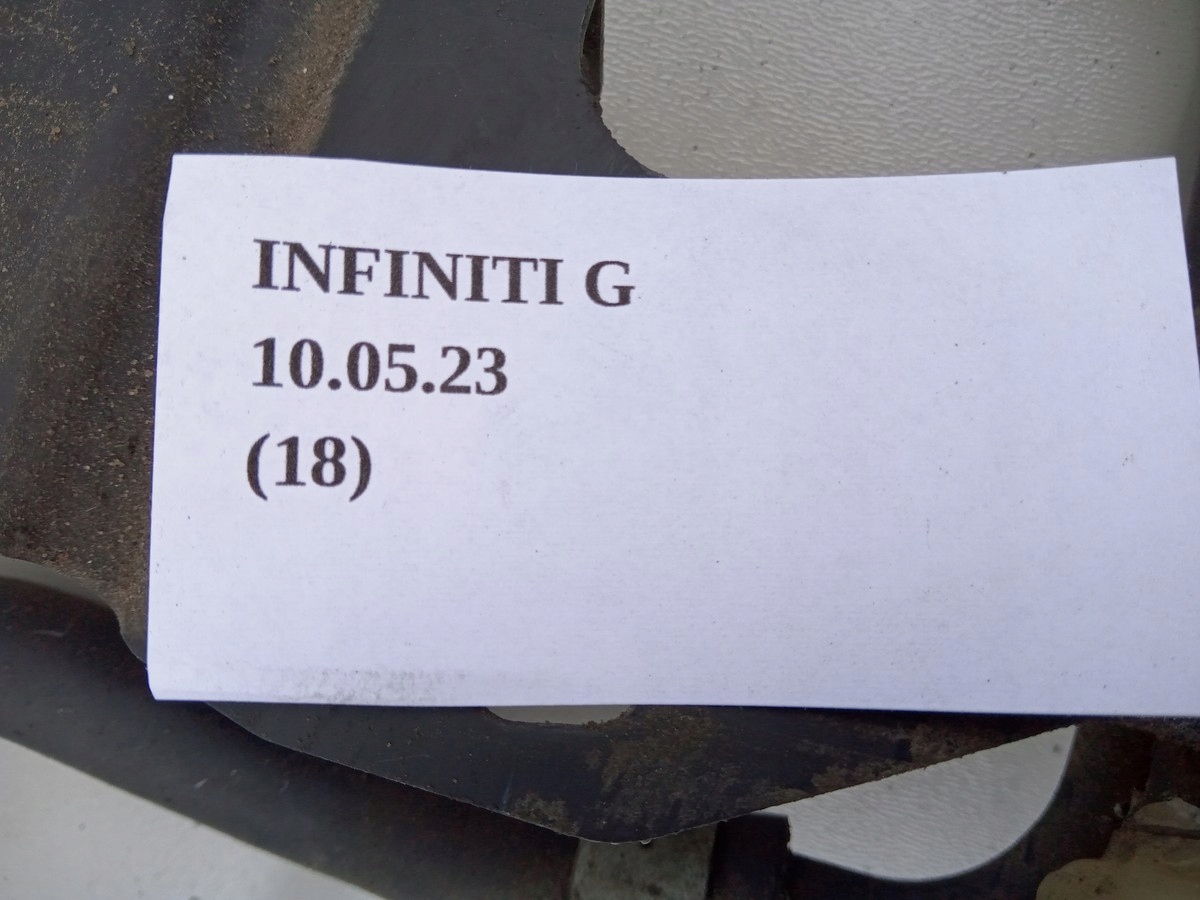 INFINITI G
10.05.23
(18)